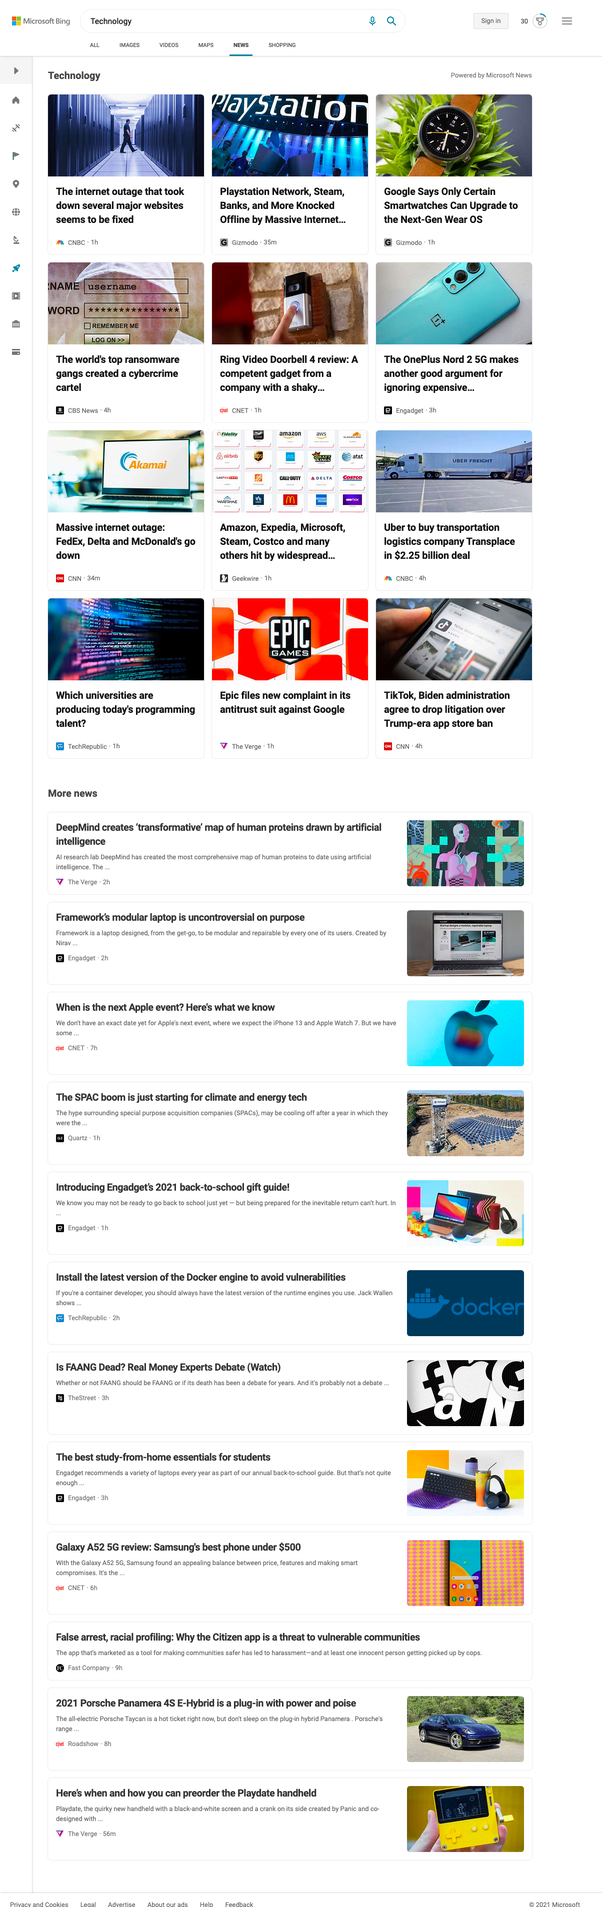 Microsoft Bing
Technology
Sign in
30
ALL IMAGES VIDEOS MAPS NEWS SHOPPING
Technology
Powered by Microsoft News
PlayStation
The internet outage that took
down several major websites
seems to be fixed
CNBC · 1h
Playstation Network, Steam,
Banks, and More Knocked
Offline by Massive Internet...
Gizmodo · 35m
Google Says Only Certain
Smartwatches Can Upgrade to
the Next-Gen Wear OS
Gizmodo · 1h
NAME username
WORD ***************
REMEMBER ME
LOG ON >>
The world's top ransomware
gangs created a cybercrime
cartel
CBS News · 4h
Ring Video Doorbell 4 review: A
competent gadget from a
company with a shaky...
CNET · 1h
The OnePlus Nord 2 5G makes
another good argument for
ignoring expensive...
Engadget · 3h
Akamai
Fidelity amazon aws
airbnb at&t
DELTA COSTCO
UBER FREIGHT
Massive internet outage:
FedEx, Delta and McDonald's go
down
CNN · 34m
Amazon, Expedia, Microsoft,
Steam, Costco and many
others hit by widespread...
Geekwire · 1h
Uber to buy transportation
logistics company Transplace
in $2.25 billion deal
CNBC · 4h
EPIC
GAMES
Which universities are
producing today's programming
talent?
TechRepublic · 1h
Epic files new complaint in its
antitrust suit against Google
The Verge · 1h
TikTok, Biden administration
agree to drop litigation over
Trump-era app store ban
CNN · 4h
More news
DeepMind creates ‘transformative’ map of human proteins drawn by artificial
intelligence
AI research lab DeepMind has created the most comprehensive map of human proteins to date using artificial
intelligence. The ...
The Verge · 2h
Framework’s modular laptop is uncontroversial on purpose
Framework is a laptop designed, from the get-go, to be modular and repairable by every one of its users. Created by
Nirav ...
Engadget · 2h
When is the next Apple event? Here's what we know
We don't have an exact date yet for Apple's next event, where we expect the iPhone 13 and Apple Watch 7. But we have
some ...
CNET · 7h
The SPAC boom is just starting for climate and energy tech
The hype surrounding special purpose acquisition companies (SPACs), may be cooling off after a year in which they
were the ...
Quartz · 1h
Introducing Engadget’s 2021 back-to-school gift guide!
We know you may not be ready to go back to school just yet — but being prepared for the inevitable return can’t hurt. In
...
Engadget · 1h
Install the latest version of the Docker engine to avoid vulnerabilities
If you're a container developer, you should always have the latest version of the runtime engines you use. Jack Wallen
shows ...
TechRepublic · 2h
docker
Is FAANG Dead? Real Money Experts Debate (Watch)
Whether or not FAANG should be FAANG or if its death has been a debate for years. And it's probably not a debate ...
TheStreet · 3h
The best study-from-home essentials for students
Engadget recommends a variety of laptops every year as part of our annual back-to-school guide. But that’s not quite
enough ...
Engadget · 3h
Galaxy A52 5G review: Samsung's best phone under $500
With the Galaxy A52 5G, Samsung found an appealing balance between price, features and making smart
compromises. It's the ...
CNET · 6h
False arrest, racial profiling: Why the Citizen app is a threat to vulnerable communities
The app that’s marketed as a tool for making communities safer has led to harassment—and at least one innocent person getting picked up by cops.
Fast Company · 9h
2021 Porsche Panamera 4S E-Hybrid is a plug-in with power and poise
The all-electric Porsche Taycan is a hot ticket right now, but don't sleep on the plug-in hybrid Panamera . Porsche's
range ...
Roadshow · 8h
Here’s when and how you can preorder the Playdate handheld
Playdate, the quirky new handheld with a black-and-white screen and a crank on its side created by Panic and co-
designed with ...
The Verge · 56m
Privacy and Cookies Legal Advertise About our ads Help Feedback
© 2021 Microsoft